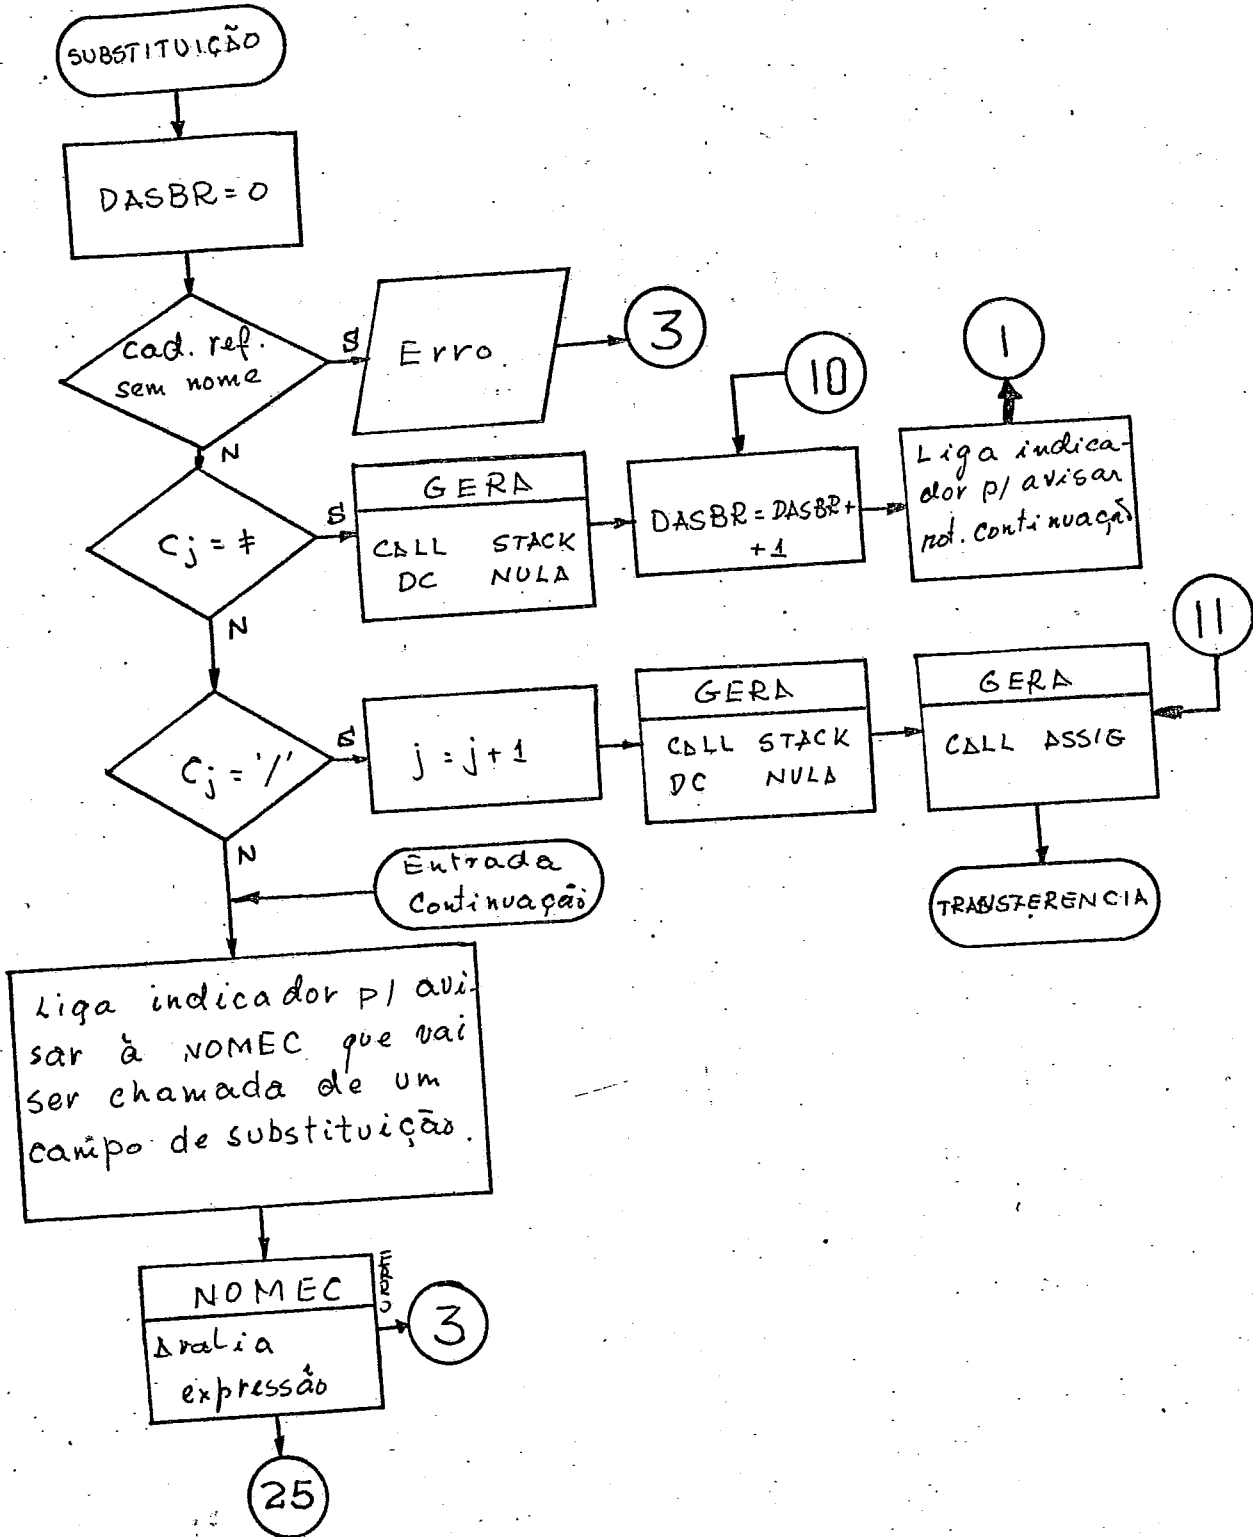 SUBSTITUIÇÃO
DASBR = 0
cad. ref.
sem nome
S
Erro
3
10
1
N
Cj = ‡
S
GERA
CALL STACK
DC NULA
DASBR = DASBR +
+1
Liga indica-
dor p/ avisar
rot. continuação
11
N
Cj = '/'
S
j = j + 1
GERA
CALL STACK
DC NULA
GERA
CALL ASSIG
N
Entrada
Continuação
TRANSFERENCIA
Liga indicador p/ avi-
sar à NOMEC que vai
ser chamada de um
campo de substituição.
NOMEC
ERRO
Avalia
expressão
3
25